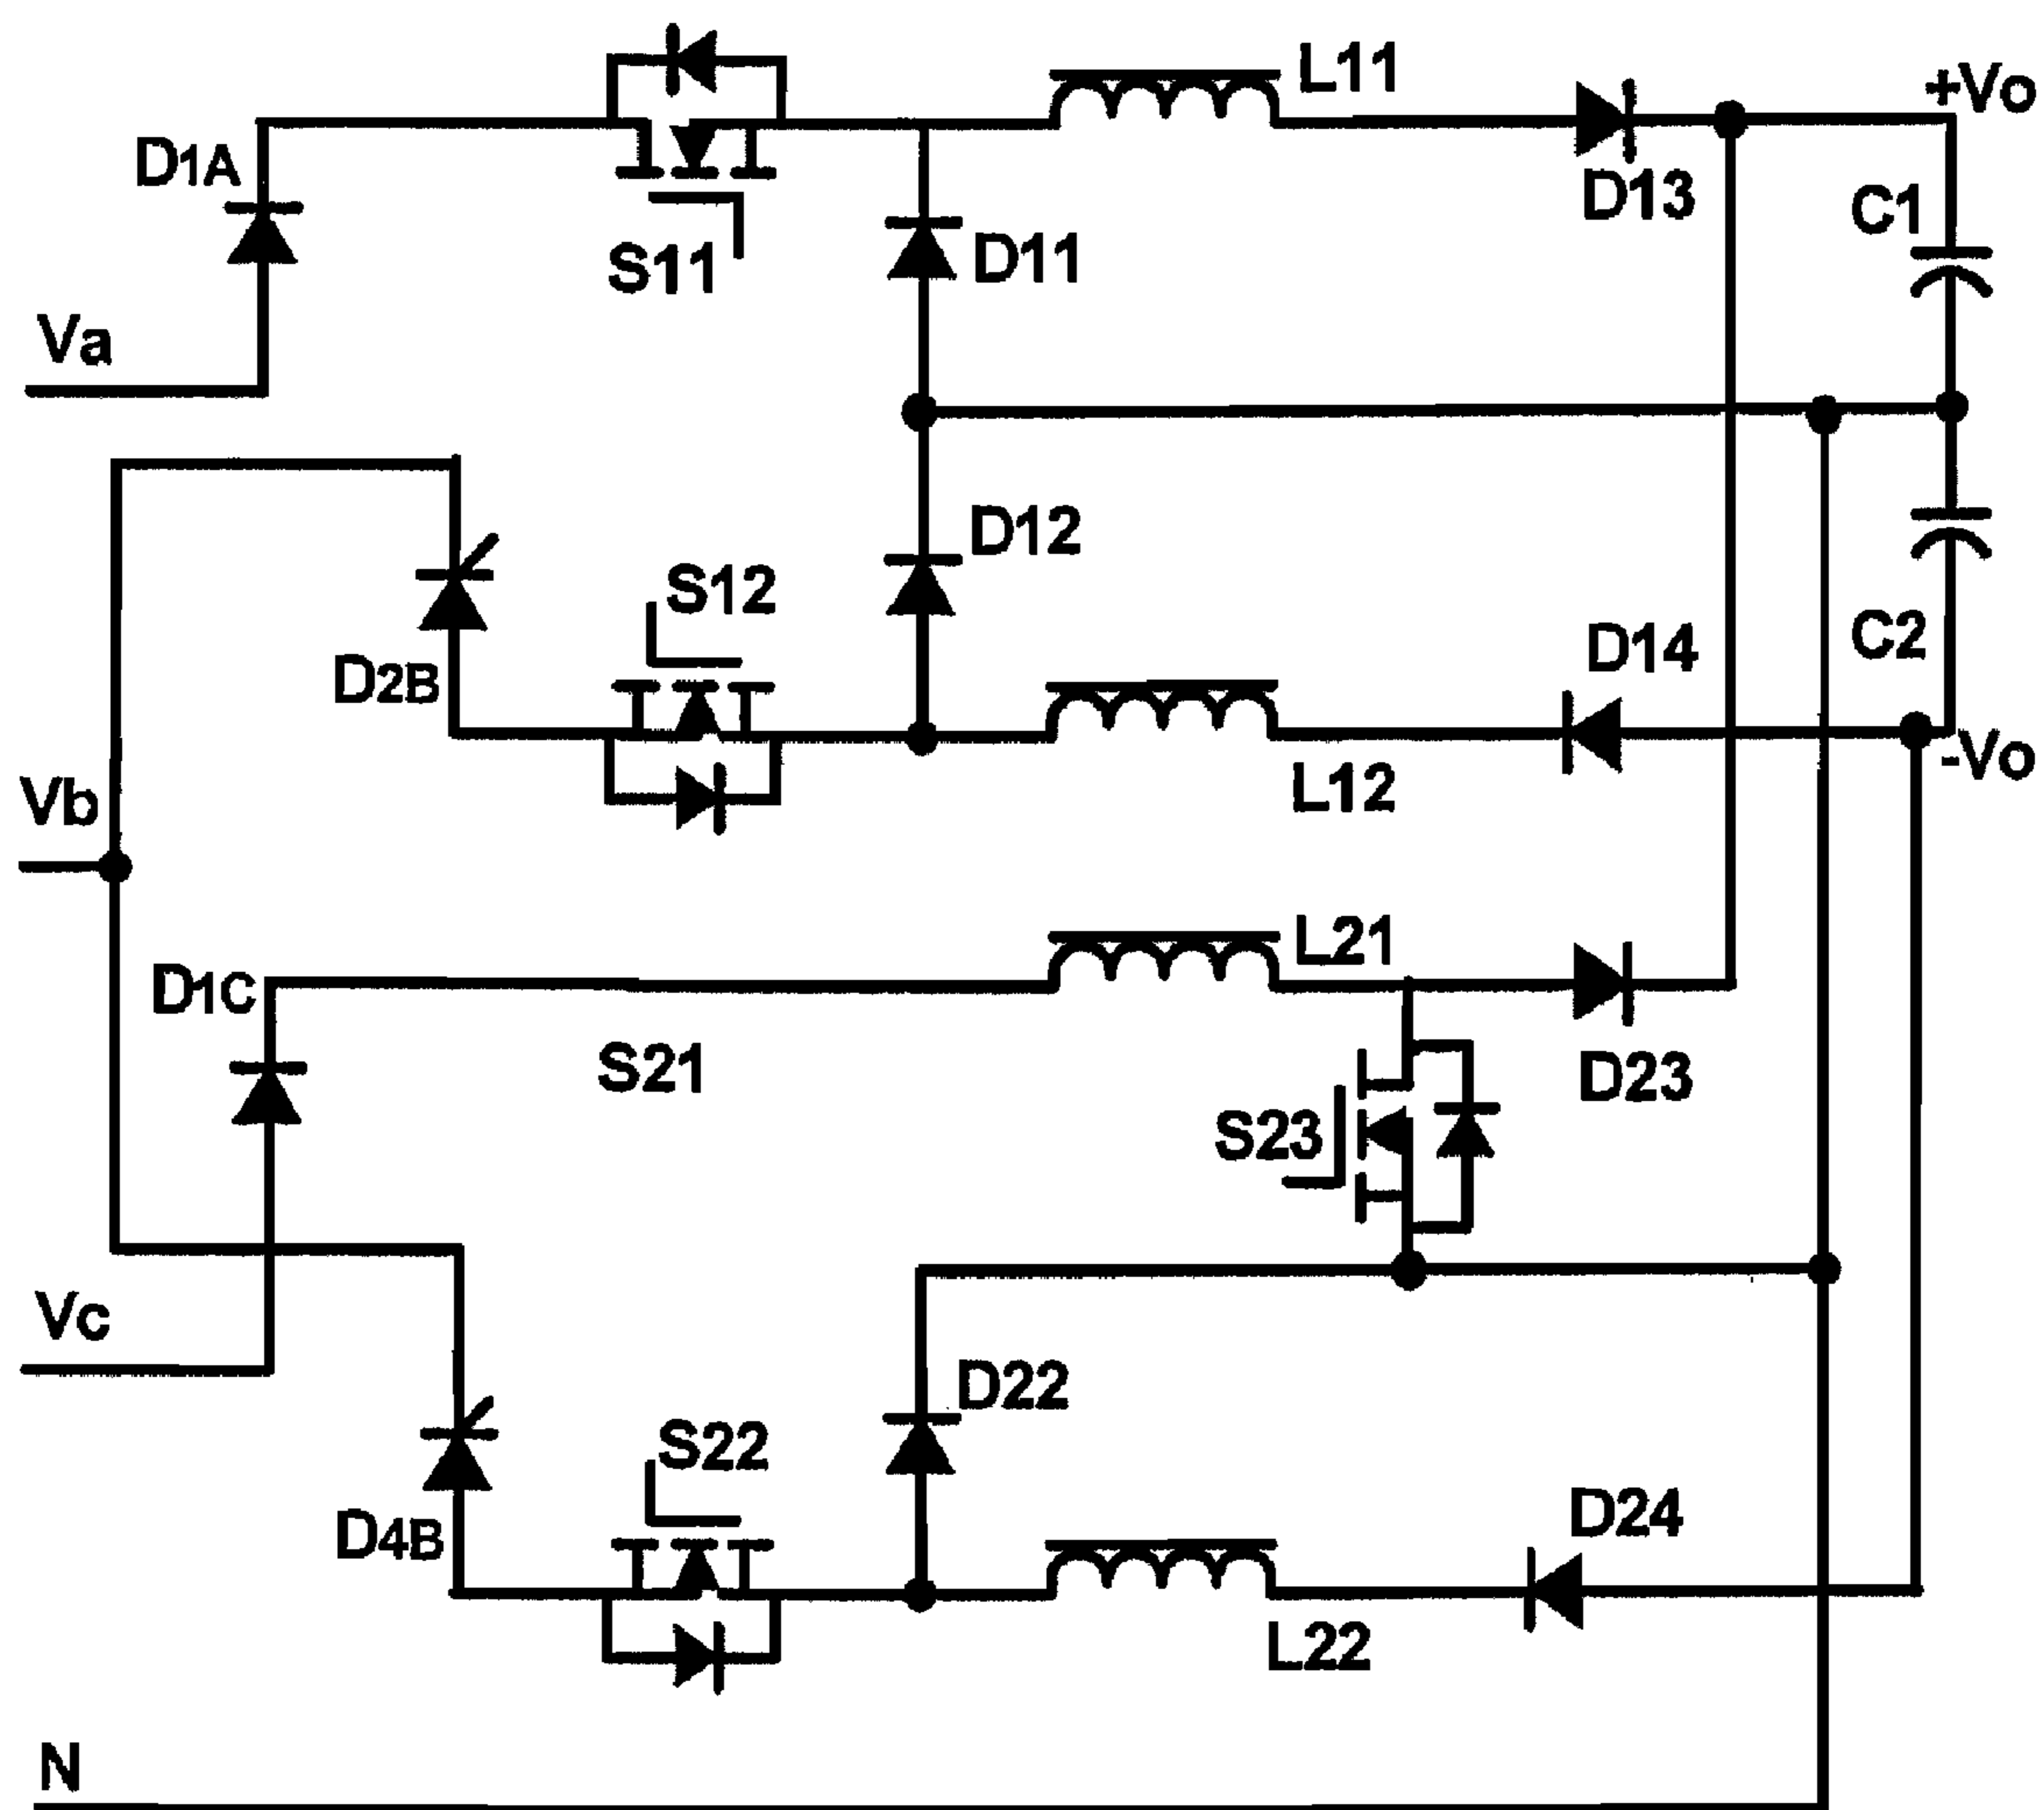 L11
+Vo
D1A
D13
C1
S11
D11
Va
D12
S12
D14
C2
D2B
-Vo
Vb
L12
L21
D1C
S21
D23
S23
Vc
D22
S22
D24
D4B
L22
N